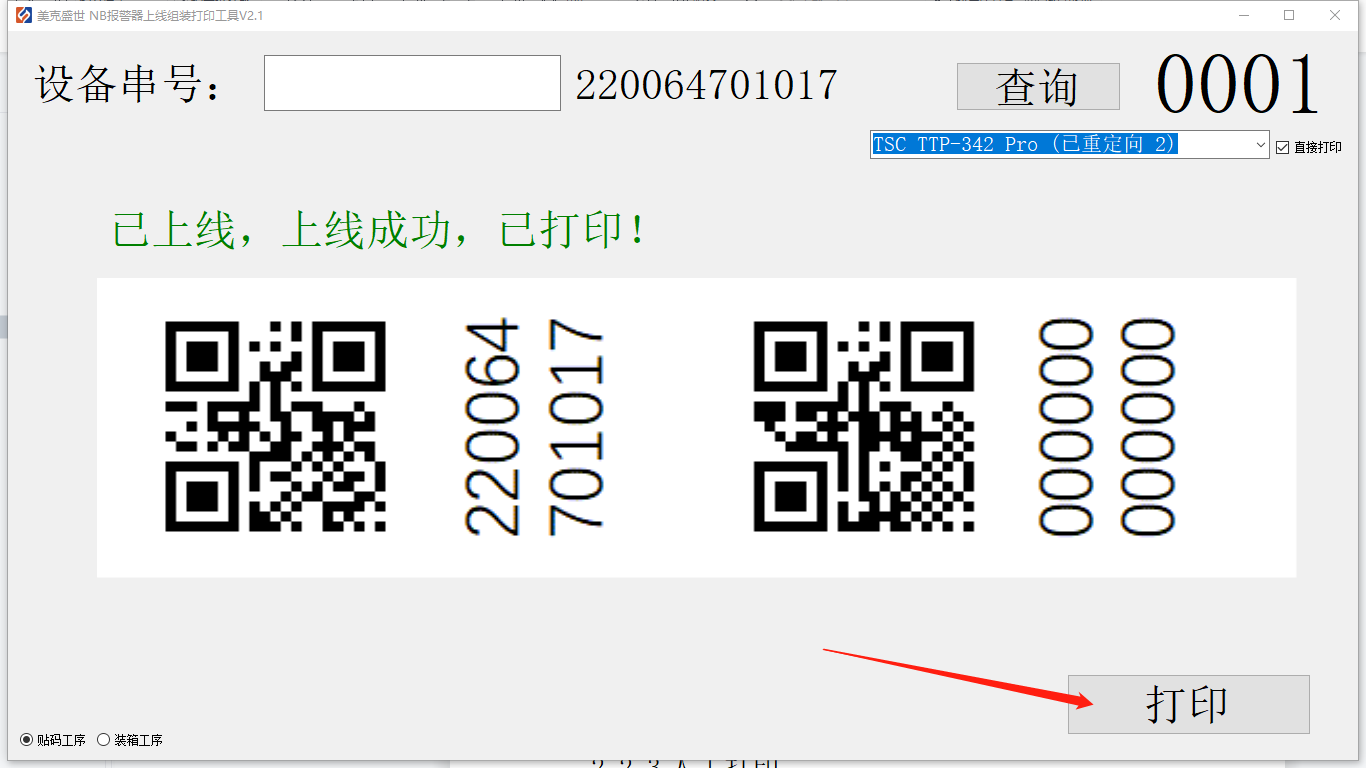 美克盛世 NB报警器上线组装打印工具V2.1
设备串号：
220064701017
查询
0001
TSC TTP-342 Pro (已重定向 2)
直接打印
已上线，上线成功，已打印！
220064
701017
000000
000000
打印
贴码工序
装箱工序